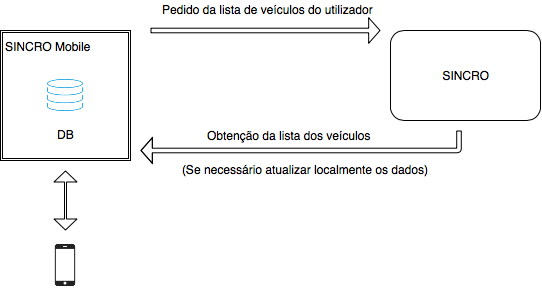 Pedido da lista de veículos do utilizador
SINCRO Mobile
SINCRO
DB
Obtenção da lista dos veículos
(Se necessário atualizar localmente os dados)